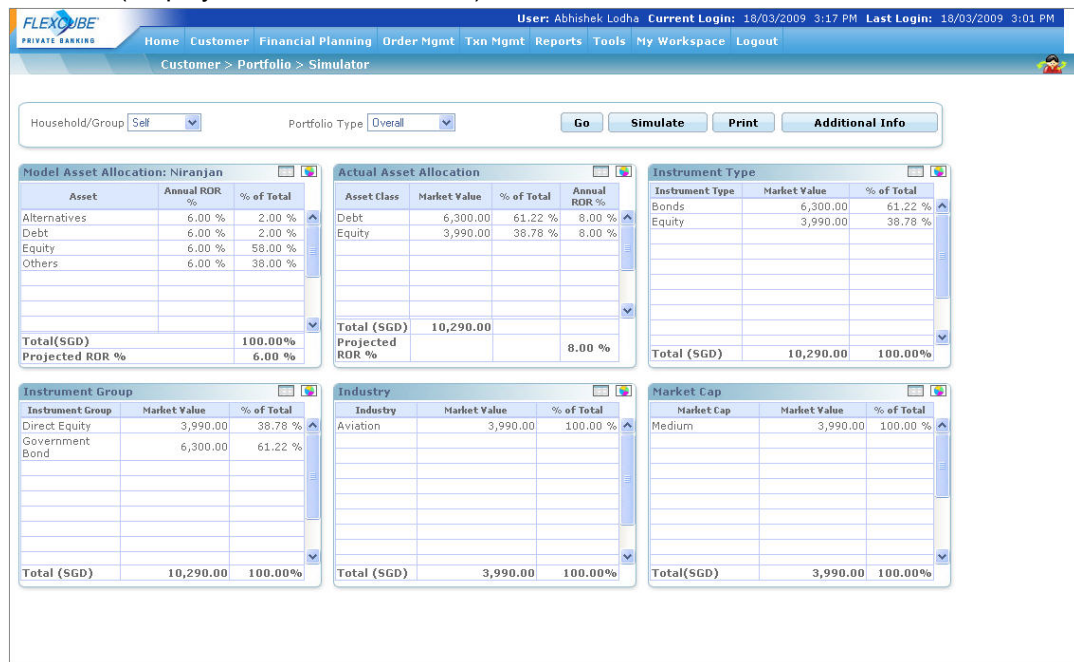 FLEXCUBE®
PRIVATE BANKING
User: Abhishek Lodha Current Login: 18/03/2009 3:17 PM Last Login: 18/03/2009 3:01 PM
Home Customer Financial Planning Order Mgmt Txn Mgmt Reports Tools My Workspace Logout
Customer > Portfolio > Simulator
Household/Group Self Portfolio Type Overall Go Simulate Print Additional Info
Model Asset Allocation: Niranjan
Asset Annual ROR % % of Total
Alternatives 6.00 % 2.00 %
Debt 6.00 % 2.00 %
Equity 6.00 % 58.00 %
Others 6.00 % 38.00 %
Total(SGD) 100.00%
Projected ROR % 6.00 %
Actual Asset Allocation
Asset Class Market Value % of Total Annual ROR %
Debt 6,300.00 61.22 % 8.00 %
Equity 3,990.00 38.78 % 8.00 %
Total (SGD) 10,290.00
Projected ROR % 8.00 %
Instrument Type
Instrument Type Market Value % of Total
Bonds 6,300.00 61.22 %
Equity 3,990.00 38.78 %
Total (SGD) 10,290.00 100.00%
Instrument Group
Instrument Group Market Value % of Total
Direct Equity 3,990.00 38.78 %
Government Bond 6,300.00 61.22 %
Total (SGD) 10,290.00 100.00%
Industry
Industry Market Value % of Total
Aviation 3,990.00 100.00 %
Total (SGD) 3,990.00 100.00%
Market Cap
Market Cap Market Value % of Total
Medium 3,990.00 100.00 %
Total(SGD) 3,990.00 100.00%